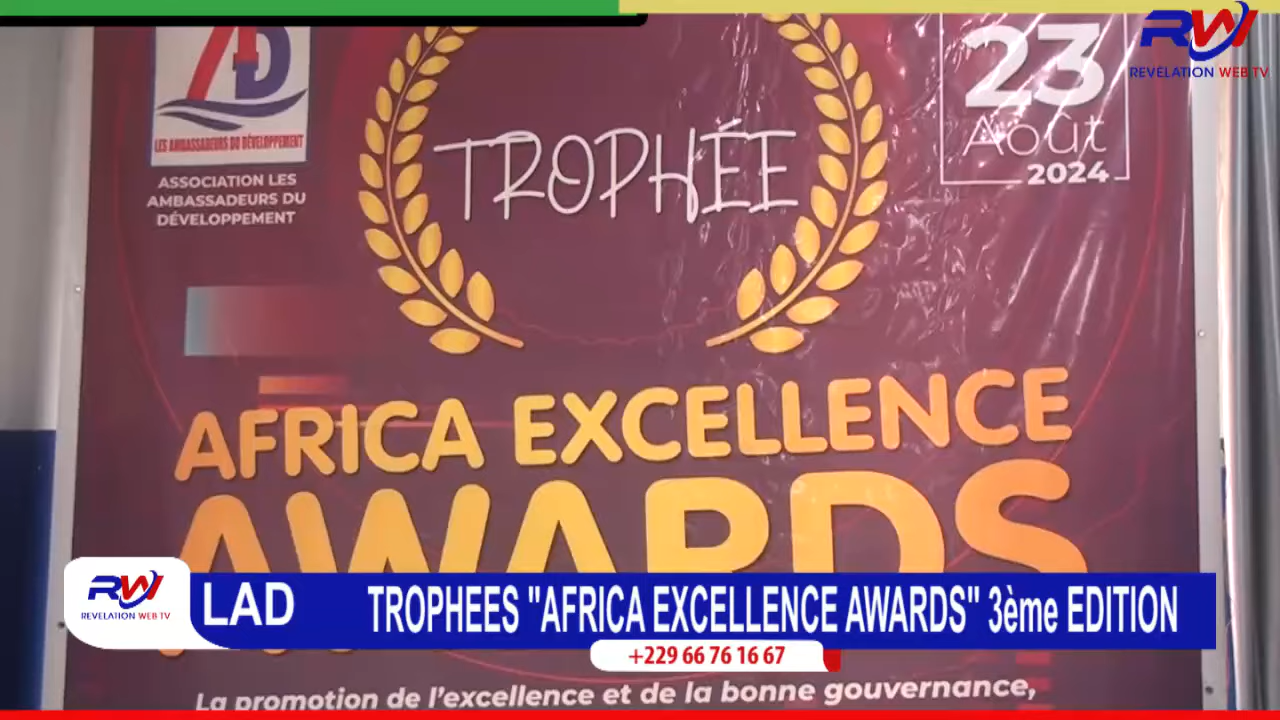 RW
REVELATION WEB TV
AD
LES AMBASSADEURS DU DÉVELOPPEMENT
ASSOCIATION LES
AMBASSADEURS DU
DÉVELOPPEMENT
TROPHÉE
23
Août
2024
AFRICA EXCELLENCE
AWARDS
RW
REVELATION WEB TV
LAD
TROPHEES "AFRICA EXCELLENCE AWARDS" 3ème EDITION
+229 66 76 16 67
La promotion de l'excellence et de la bonne gouvernance,